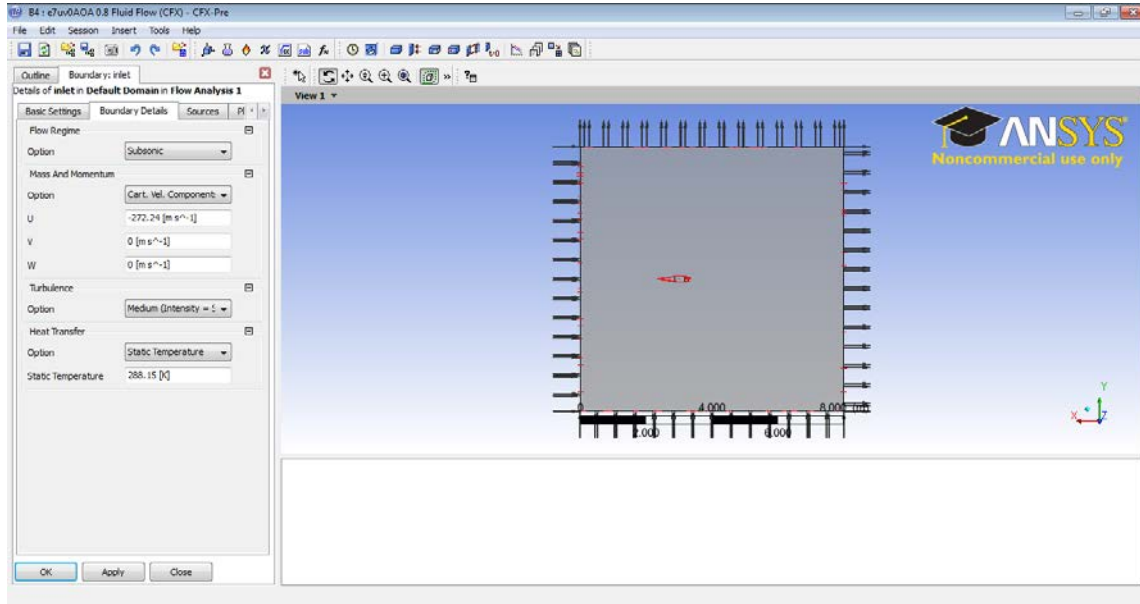 B4 : e7uv0AOA 0.8 Fluid Flow (CFX) - CFX-Pre
File Edit Session Insert Tools Help
Outline Boundary: inlet
Details of inlet in Default Domain in Flow Analysis 1
Basic Settings Boundary Details Sources Pl
Flow Regime
Option Subsonic
Mass And Momentum
Option Cart. Vel. Component:
U -272.24 [m s^-1]
V 0 [m s^-1]
W 0 [m s^-1]
Turbulence
Option Medium (Intensity =
Heat Transfer
Option Static Temperature
Static Temperature 288.15 [K]
OK Apply Close
View 1
ANSYS
Noncommercial use only
0 4.000 8.000 (m)
2.000 6.000
Y
X Z